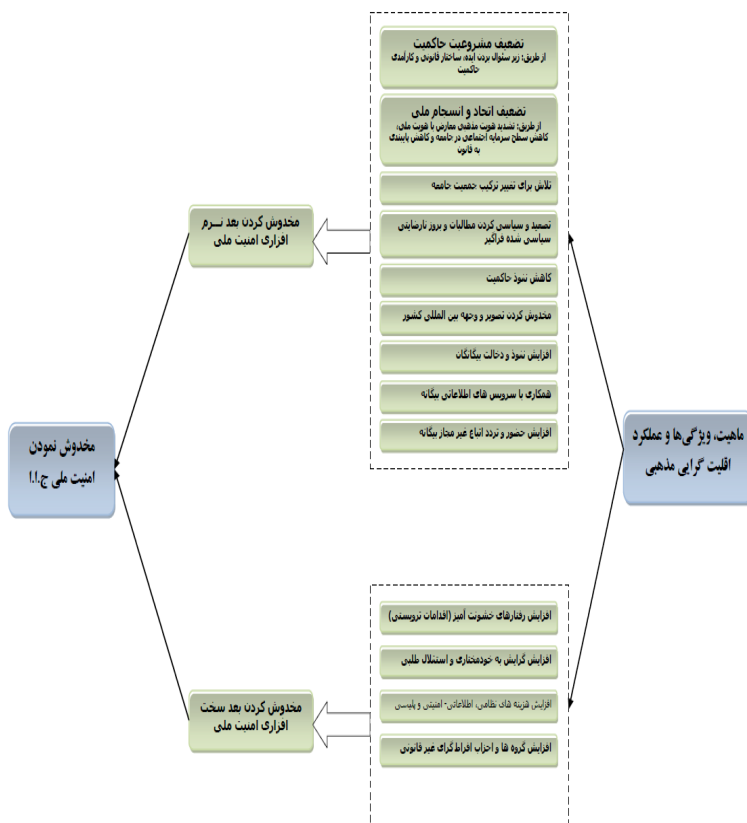 ماهیت، ویژگی‌ها و عملکرد
اقلیت گرایی مذهبی
تضعیف مشروعیت حاکمیت
از طریق: زیر سئوال بردن ایده، ساختار قانونی و کارآمدی
حاکمیت
تضعیف اتحاد و انسجام ملی
از طریق: تشدید هویت مذهبی معارض با هویت ملی،
کاهش سطح سرمایه اجتماعی در جامعه و کاهش پایبندی
به قانون
تلاش برای تغییر ترکیب جمعیت جامعه
تصعید و سیاسی کردن مطالبات و بروز نارضایتی
سیاسی شده فراگیر
کاهش نفوذ حاکمیت
مخدوش کردن تصویر و وجهه بین المللی کشور
افزایش نفوذ و دخالت بیگانگان
همکاری با سرویس های اطلاعاتی بیگانه
افزایش حضور و تردد اتباع غیر مجاز بیگانه
مخدوش کردن بعد نــرم
افزاری امنیت ملی
افزایش رفتارهای خشونت آمیز (اقدامات ترویستی)
افزایش گرایش به خودمختاری و استقلال طلبی
افزایش هزینه های نظامی، اطلاعاتی- امنیتی و پلیسی
افزایش گروه ها و احزاب افراط گرای غیر قانونی
مخدوش کردن بعد سخت
افزاری امنیت ملی
مخدوش نمودن
امنیت ملی ج.ا.ا